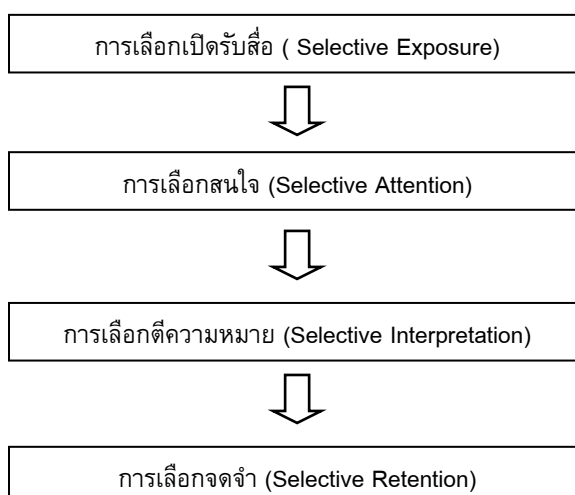 การเลือกเปิดรับสื่อ ( Selective Exposure)
การเลือกสนใจ (Selective Attention)
การเลือกตีความหมาย (Selective Interpretation)
การเลือกจดจำ (Selective Retention)